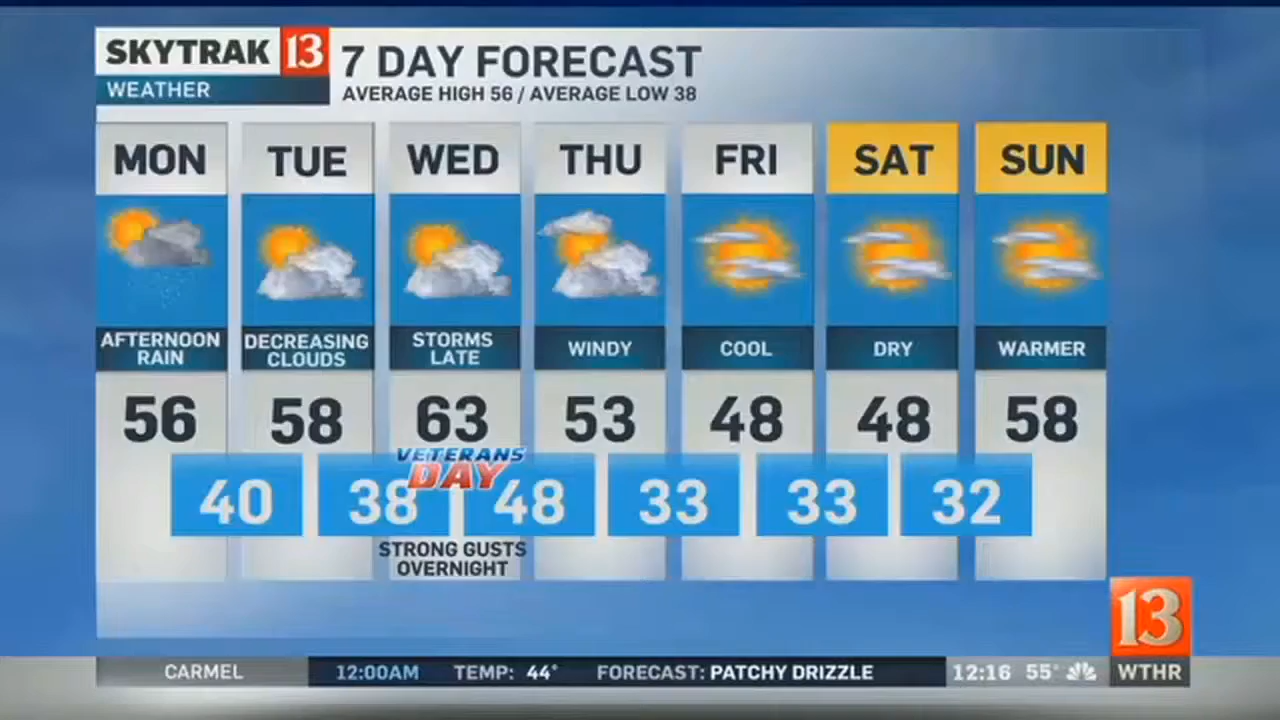 SKYTRAK 13
WEATHER
7 DAY FORECAST
AVERAGE HIGH 56 / AVERAGE LOW 38
MON TUE WED THU FRI SAT SUN
AFTERNOON RAIN
DECREASING CLOUDS
STORMS LATE
WINDY
COOL
DRY
WARMER
56 58 63 53 48 48 58
VETERANS
DAY
40 38 48 33 33 32
STRONG GUSTS
OVERNIGHT
13
WTHR
CARMEL 12:00AM TEMP: 44° FORECAST: PATCHY DRIZZLE 12:16 55°